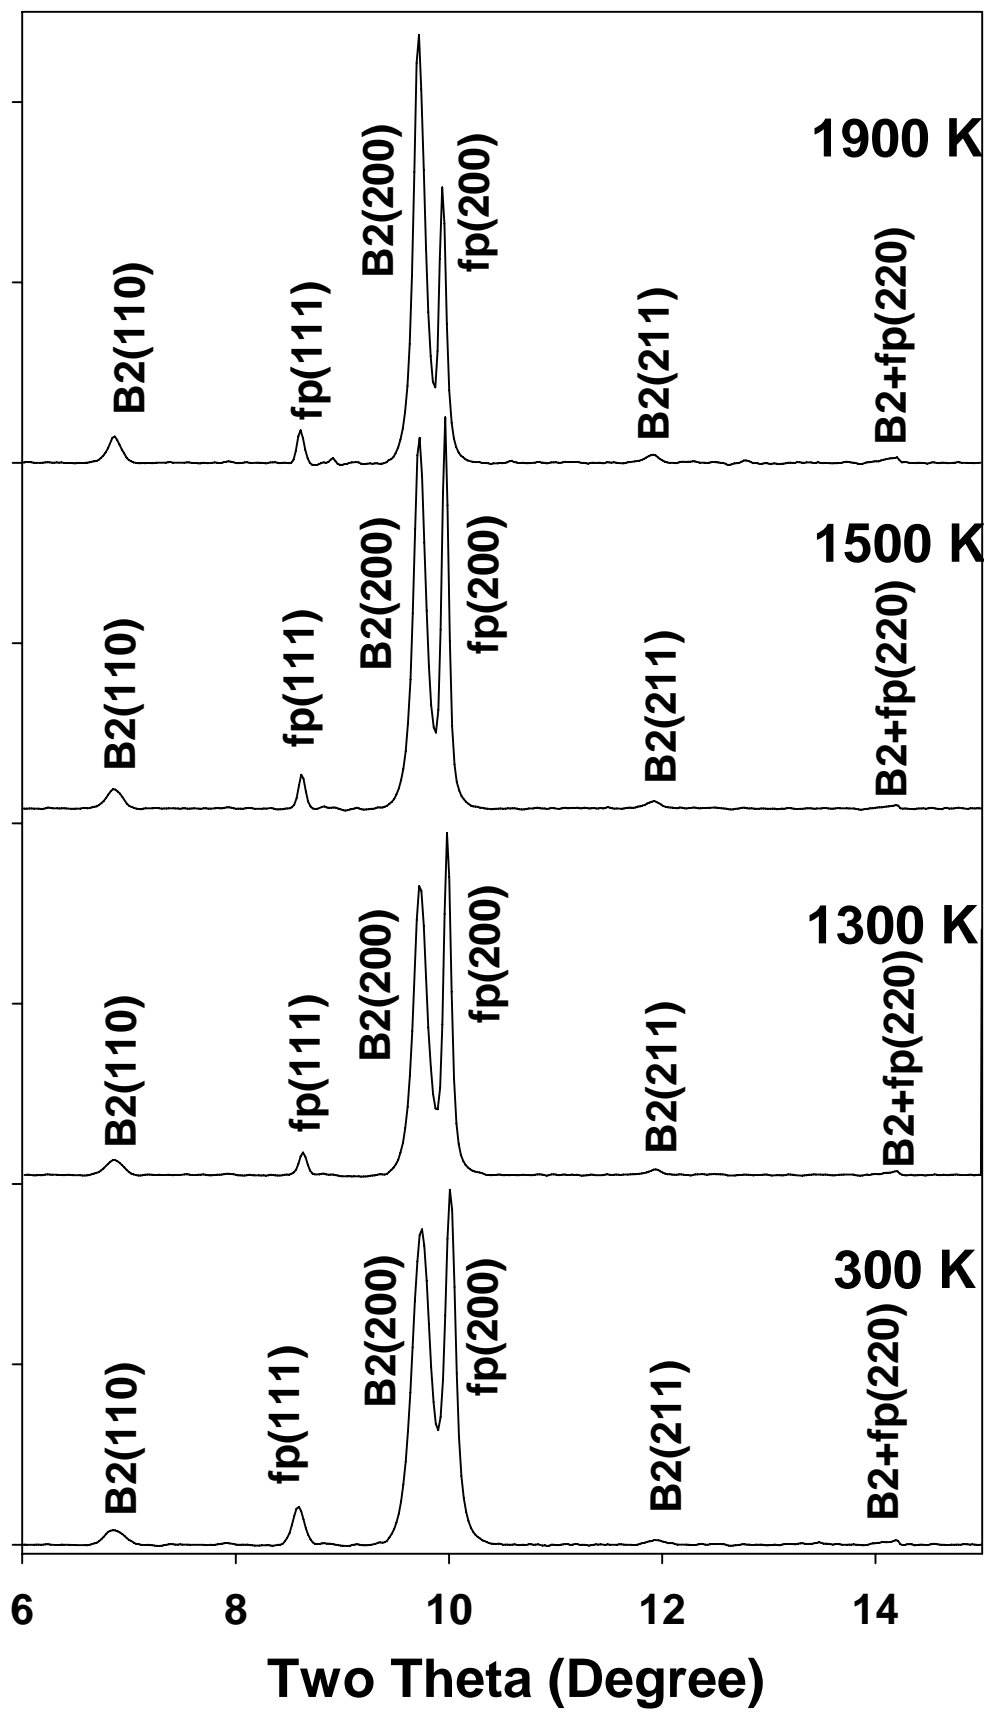 1900 K
B2(200)
fp(200)
B2(110)
fp(111)
B2(211)
B2+fp(220)
1500 K
B2(200)
fp(200)
B2(110)
fp(111)
B2(211)
B2+fp(220)
1300 K
B2(200)
fp(200)
B2(110)
fp(111)
B2(211)
B2+fp(220)
300 K
B2(200)
fp(200)
B2(110)
fp(111)
B2(211)
B2+fp(220)
6 8 10 12 14
Two Theta (Degree)